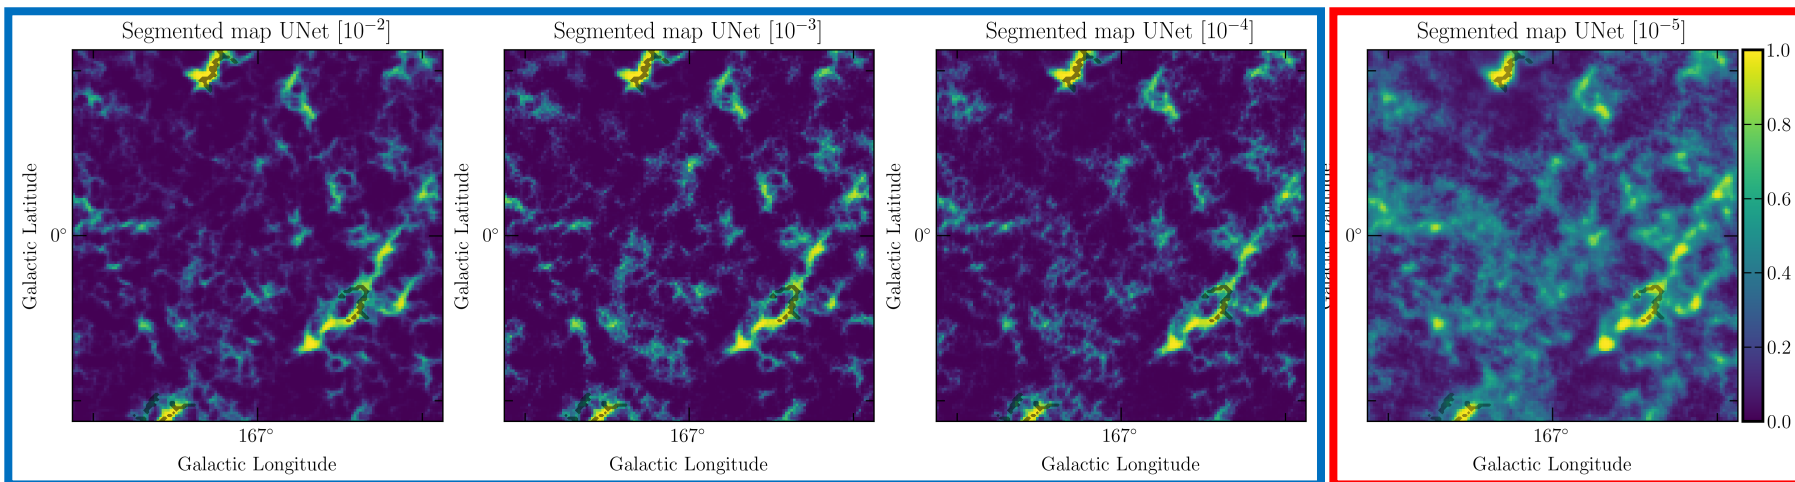 Segmented map UNet [10⁻²]
Segmented map UNet [10⁻³]
Segmented map UNet [10⁻⁴]
Segmented map UNet [10⁻⁵]
Galactic Latitude
0°
167°
Galactic Longitude
Galactic Latitude
0°
167°
Galactic Longitude
Galactic Latitude
0°
167°
Galactic Longitude
0°
167°
Galactic Longitude
1.0
0.8
0.6
0.4
0.2
0.0